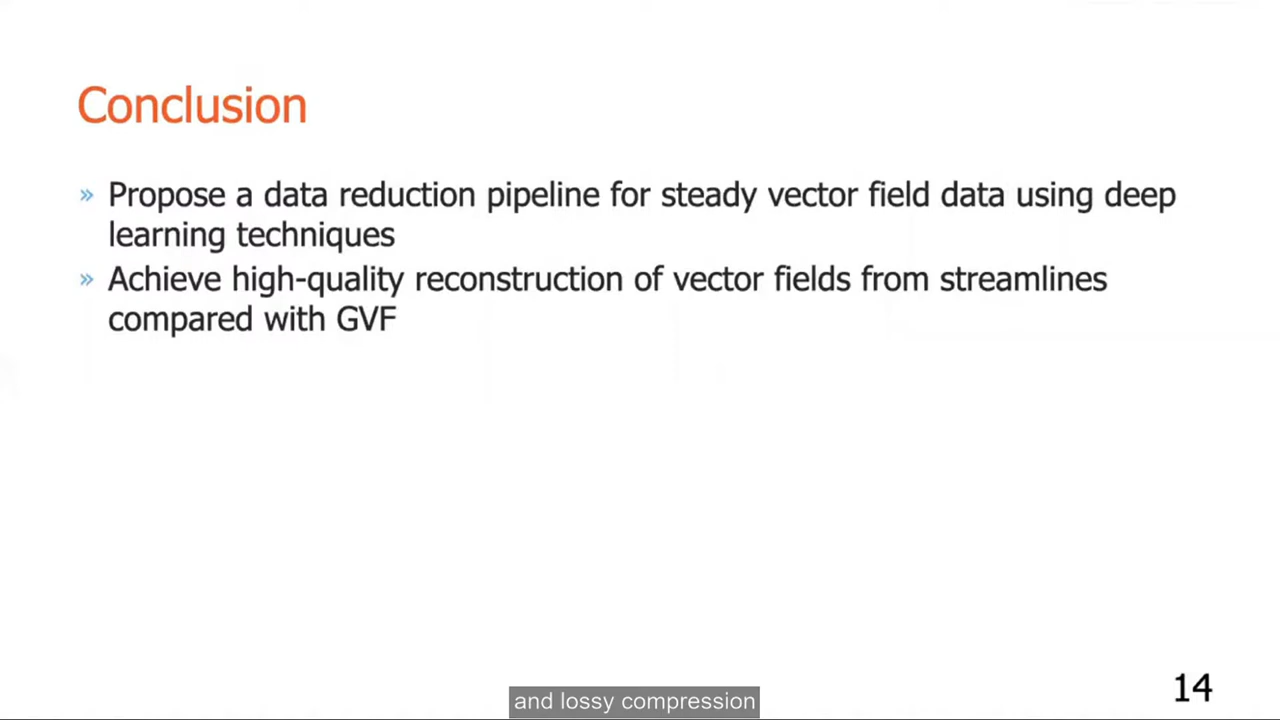 Conclusion
» Propose a data reduction pipeline for steady vector field data using deep
learning techniques
» Achieve high-quality reconstruction of vector fields from streamlines
compared with GVF
14
and lossy compression